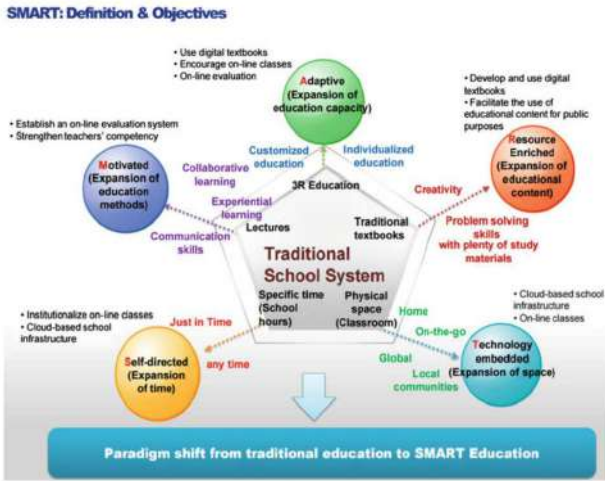 SMART: Definition & Objectives
• Use digital textbooks
• Encourage on-line classes
• On-line evaluation
Adaptive
(Expansion of
education capacity)
• Develop and use digital
textbooks
• Facilitate the use of
educational content for public
purposes
• Establish an on-line evaluation system
• Strengthen teachers' competency
Motivated
(Expansion of
education
methods)
Resource
Enriched
(Expansion of
educational
content)
Customized
education
Individualized
education
Collaborative
learning
Experiential
learning
Communication
skills
3R Education
Lectures
Traditional
textbooks
Creativity
Problem solving
skills
with plenty of study
materials
Traditional
School System
Specific time
(School
hours)
Physical
space
(Classroom)
• Institutionalize on-line classes
• Cloud-based school
infrastructure
Just in Time
any time
Self-directed
(Expansion
of time)
Home
On-the-go
Global
Local
communities
• Cloud-based school
infrastructure
• On-line classes
Technology
embedded
(Expansion of space)
Paradigm shift from traditional education to SMART Education